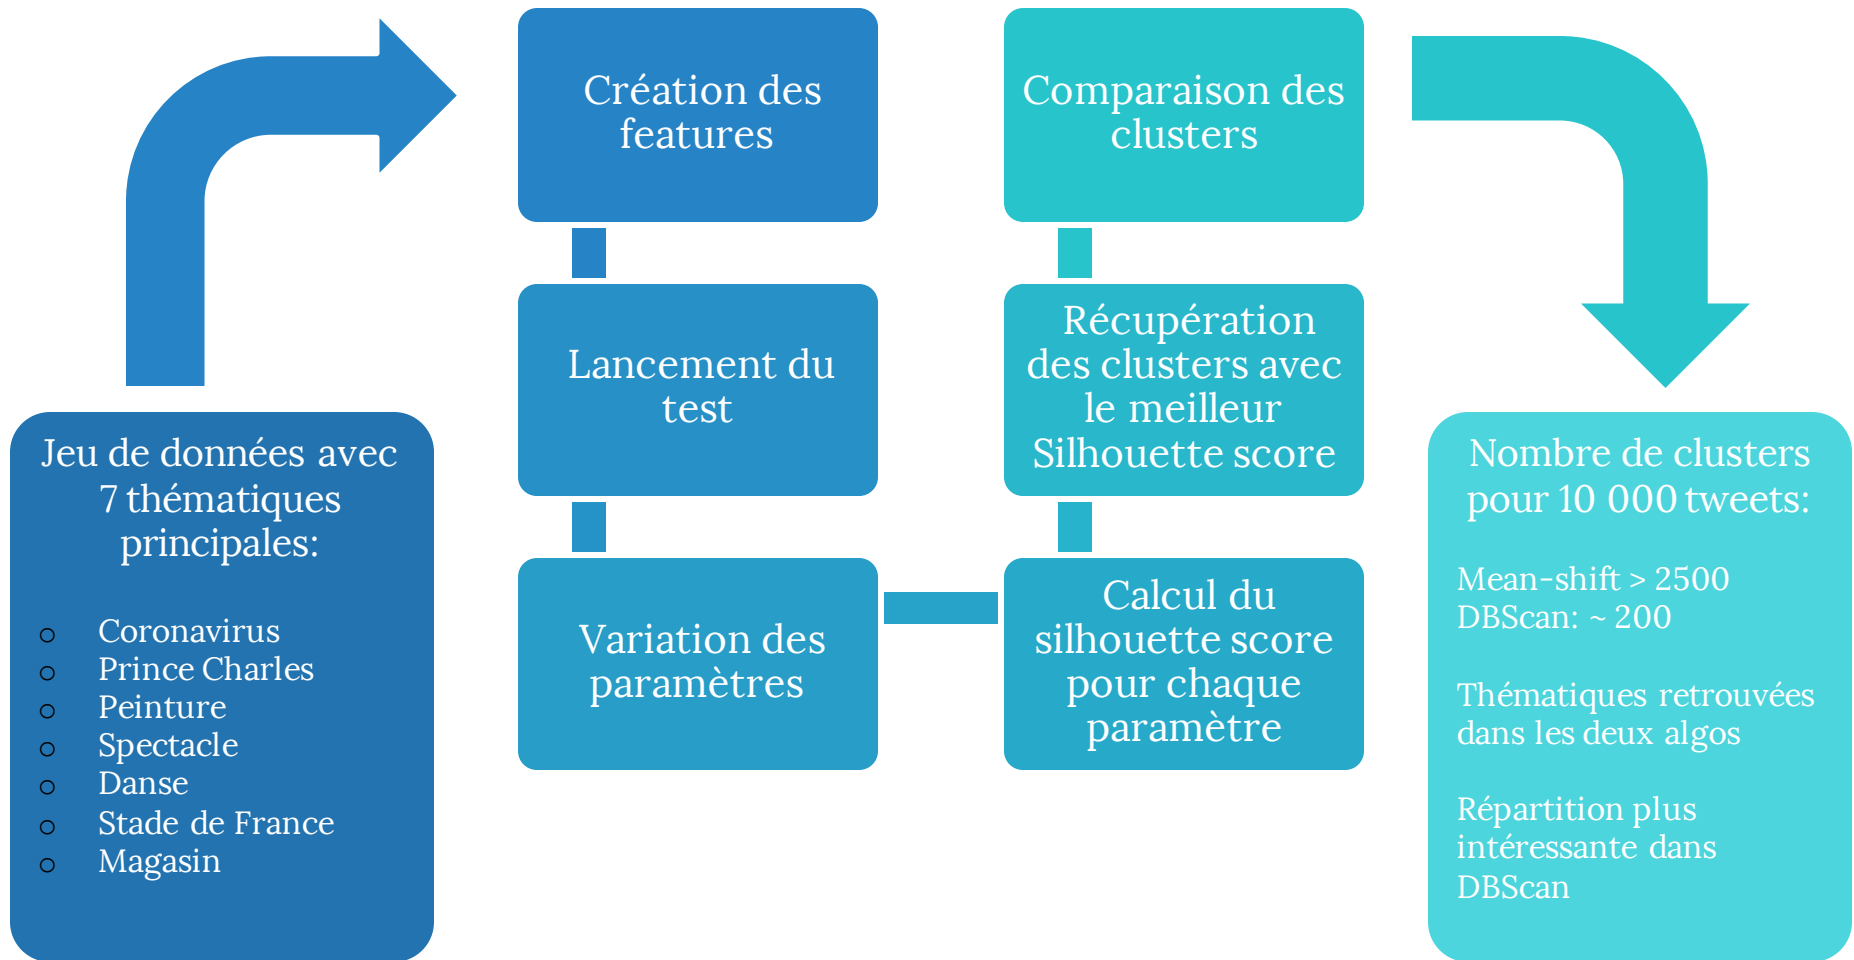 Jeu de données avec
7 thématiques
principales:
o Coronavirus
o Prince Charles
o Peinture
o Spectacle
o Danse
o Stade de France
o Magasin
Création des
features
Lancement du
test
Variation des
paramètres
Calcul du
silhouette score
pour chaque
paramètre
Récupération
des clusters avec
le meilleur
Silhouette score
Comparaison des
clusters
Nombre de clusters
pour 10 000 tweets:
Mean-shift > 2500
DBScan: ~ 200
Thématiques retrouvées
dans les deux algos
Répartition plus
intéressante dans
DBScan